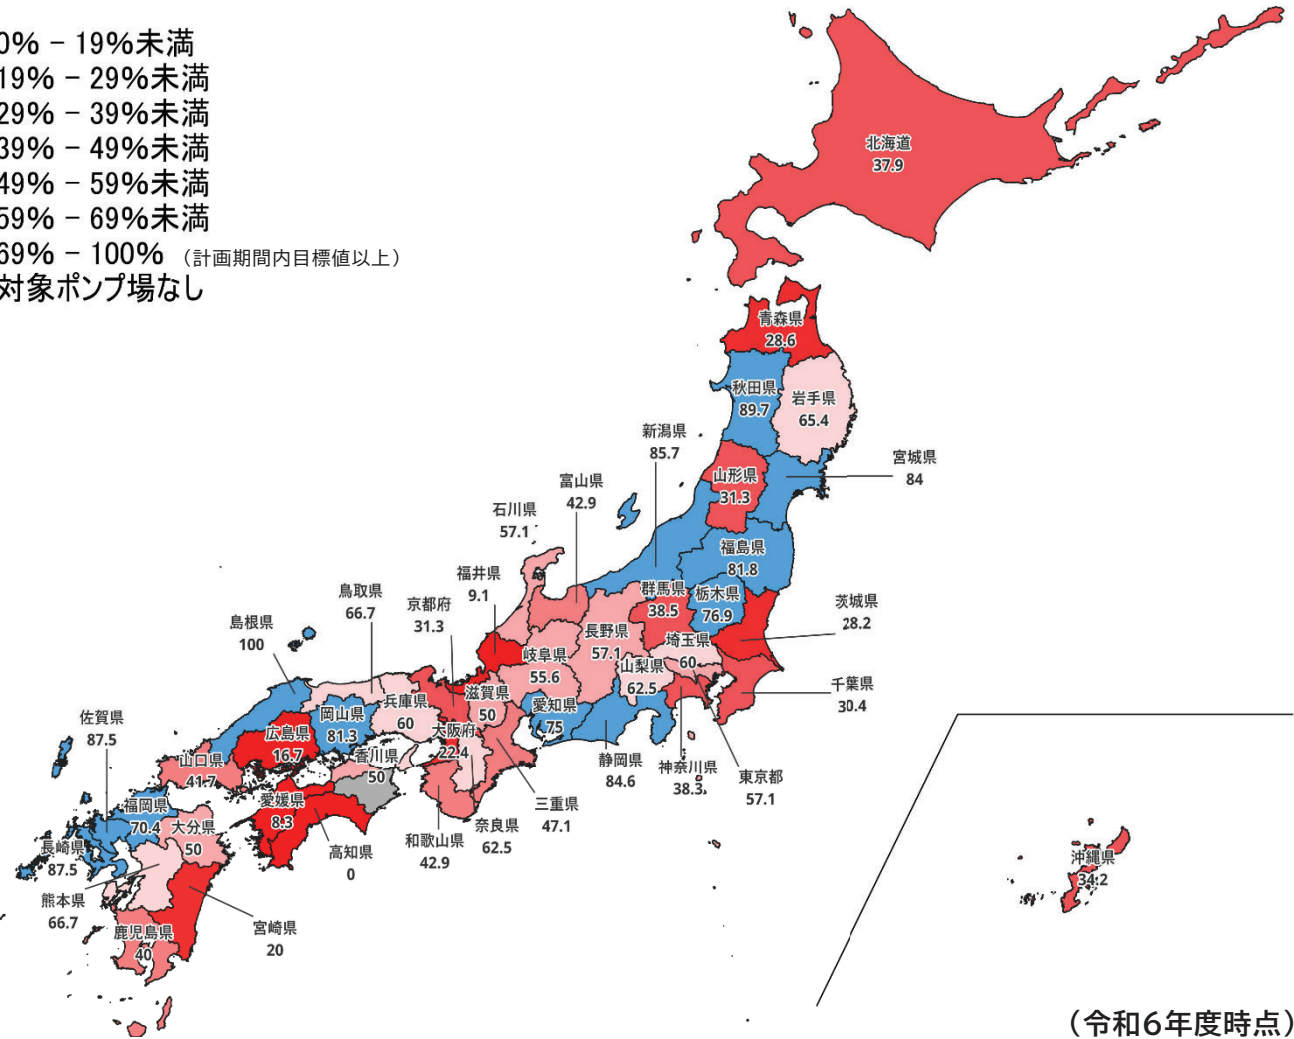 0% － 19%未満
19% － 29%未満
29% － 39%未満
39% － 49%未満
49% － 59%未満
59% － 69%未満
69% － 100% （計画期間内目標値以上）
対象ポンプ場なし
北海道
37.9
青森県
28.6
秋田県
89.7
岩手県
65.4
新潟県
85.7
宮城県
84
山形県
31.3
富山県
42.9
石川県
57.1
福島県
81.8
福井県
9.1
群馬県
38.5
栃木県
76.9
茨城県
28.2
鳥取県
66.7
京都府
31.3
島根県
100
長野県
57.1
埼玉県
60
岐阜県
55.6
山梨県
62.5
千葉県
30.4
滋賀県
50
兵庫県
60
愛知県
75
佐賀県
87.5
岡山県
81.3
広島県
16.7
大阪府
22.4
山口県
41.7
香川県
50
静岡県
84.6
神奈川県
38.3
東京都
57.1
三重県
47.1
福岡県
70.4
愛媛県
8.3
大分県
50
奈良県
62.5
和歌山県
42.9
高知県
0
長崎県
87.5
熊本県
66.7
宮崎県
20
鹿児島県
40
沖縄県
34.2
（令和6年度時点）